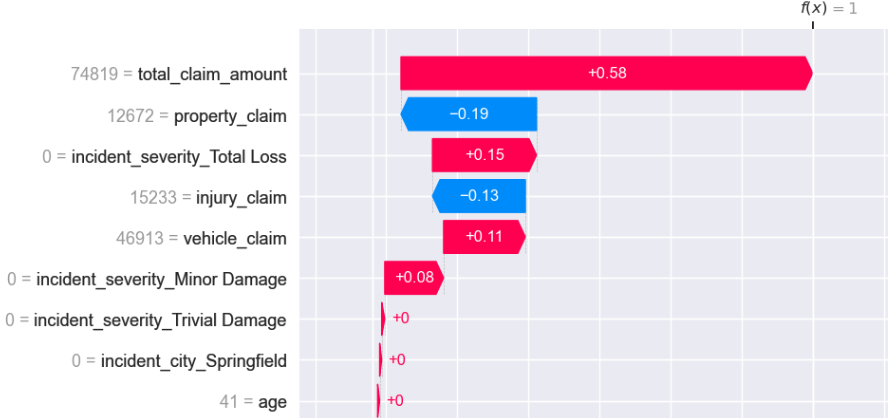 f(x) = 1
74819 = total_claim_amount
+0.58
12672 = property_claim
−0.19
0 = incident_severity_Total Loss
+0.15
15233 = injury_claim
−0.13
46913 = vehicle_claim
+0.11
0 = incident_severity_Minor Damage
+0.08
0 = incident_severity_Trivial Damage
+0
0 = incident_city_Springfield
+0
41 = age
+0